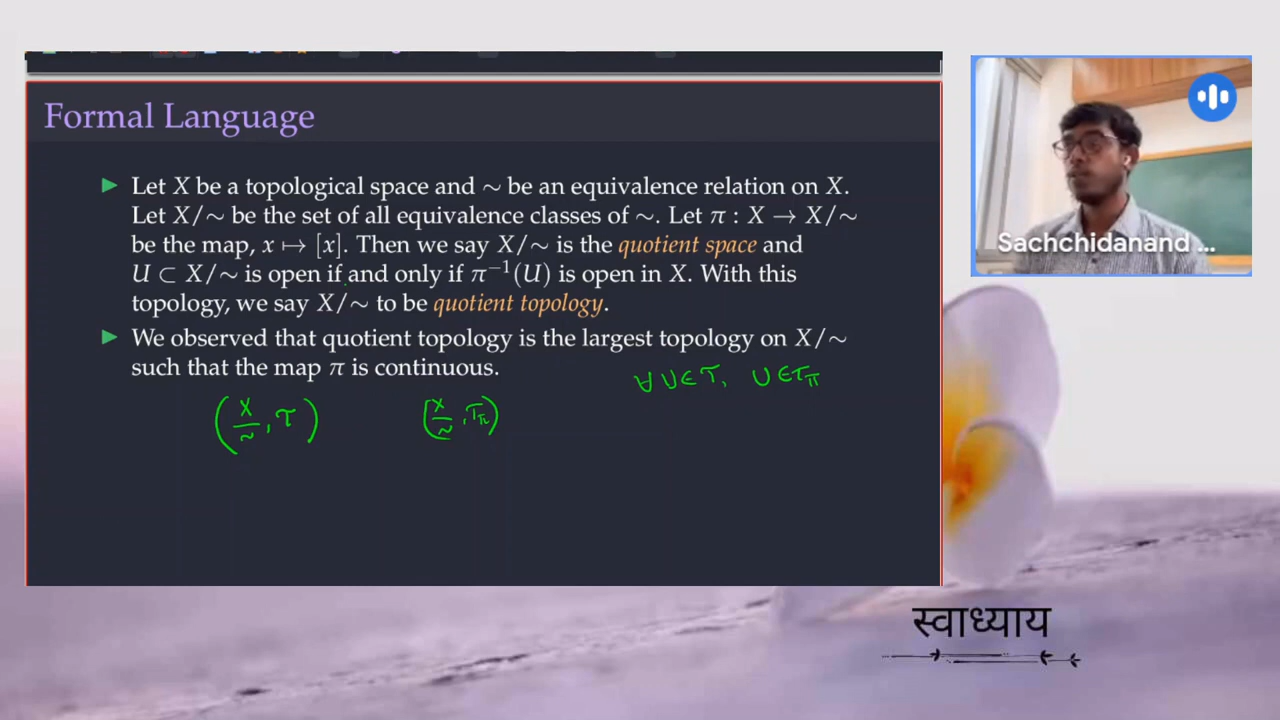 Formal Language
▶ Let X be a topological space and ∼ be an equivalence relation on X.
Let X/∼ be the set of all equivalence classes of ∼. Let π : X → X/∼
be the map, x ↦ [x]. Then we say X/∼ is the quotient space and
U ⊂ X/∼ is open if and only if π⁻¹(U) is open in X. With this
topology, we say X/∼ to be quotient topology.
▶ We observed that quotient topology is the largest topology on X/∼
such that the map π is continuous.
∀ U ∈ τ, U ∈ τ_π
(X/∼, τ) (X/∼, τ_π)
Sachchidanand ...
स्वाध्याय